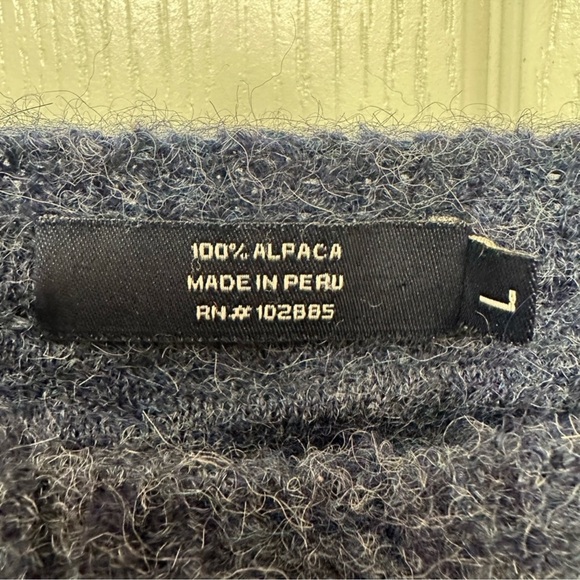 100% ALPACA
MADE IN PERU
RN.# 102885
L